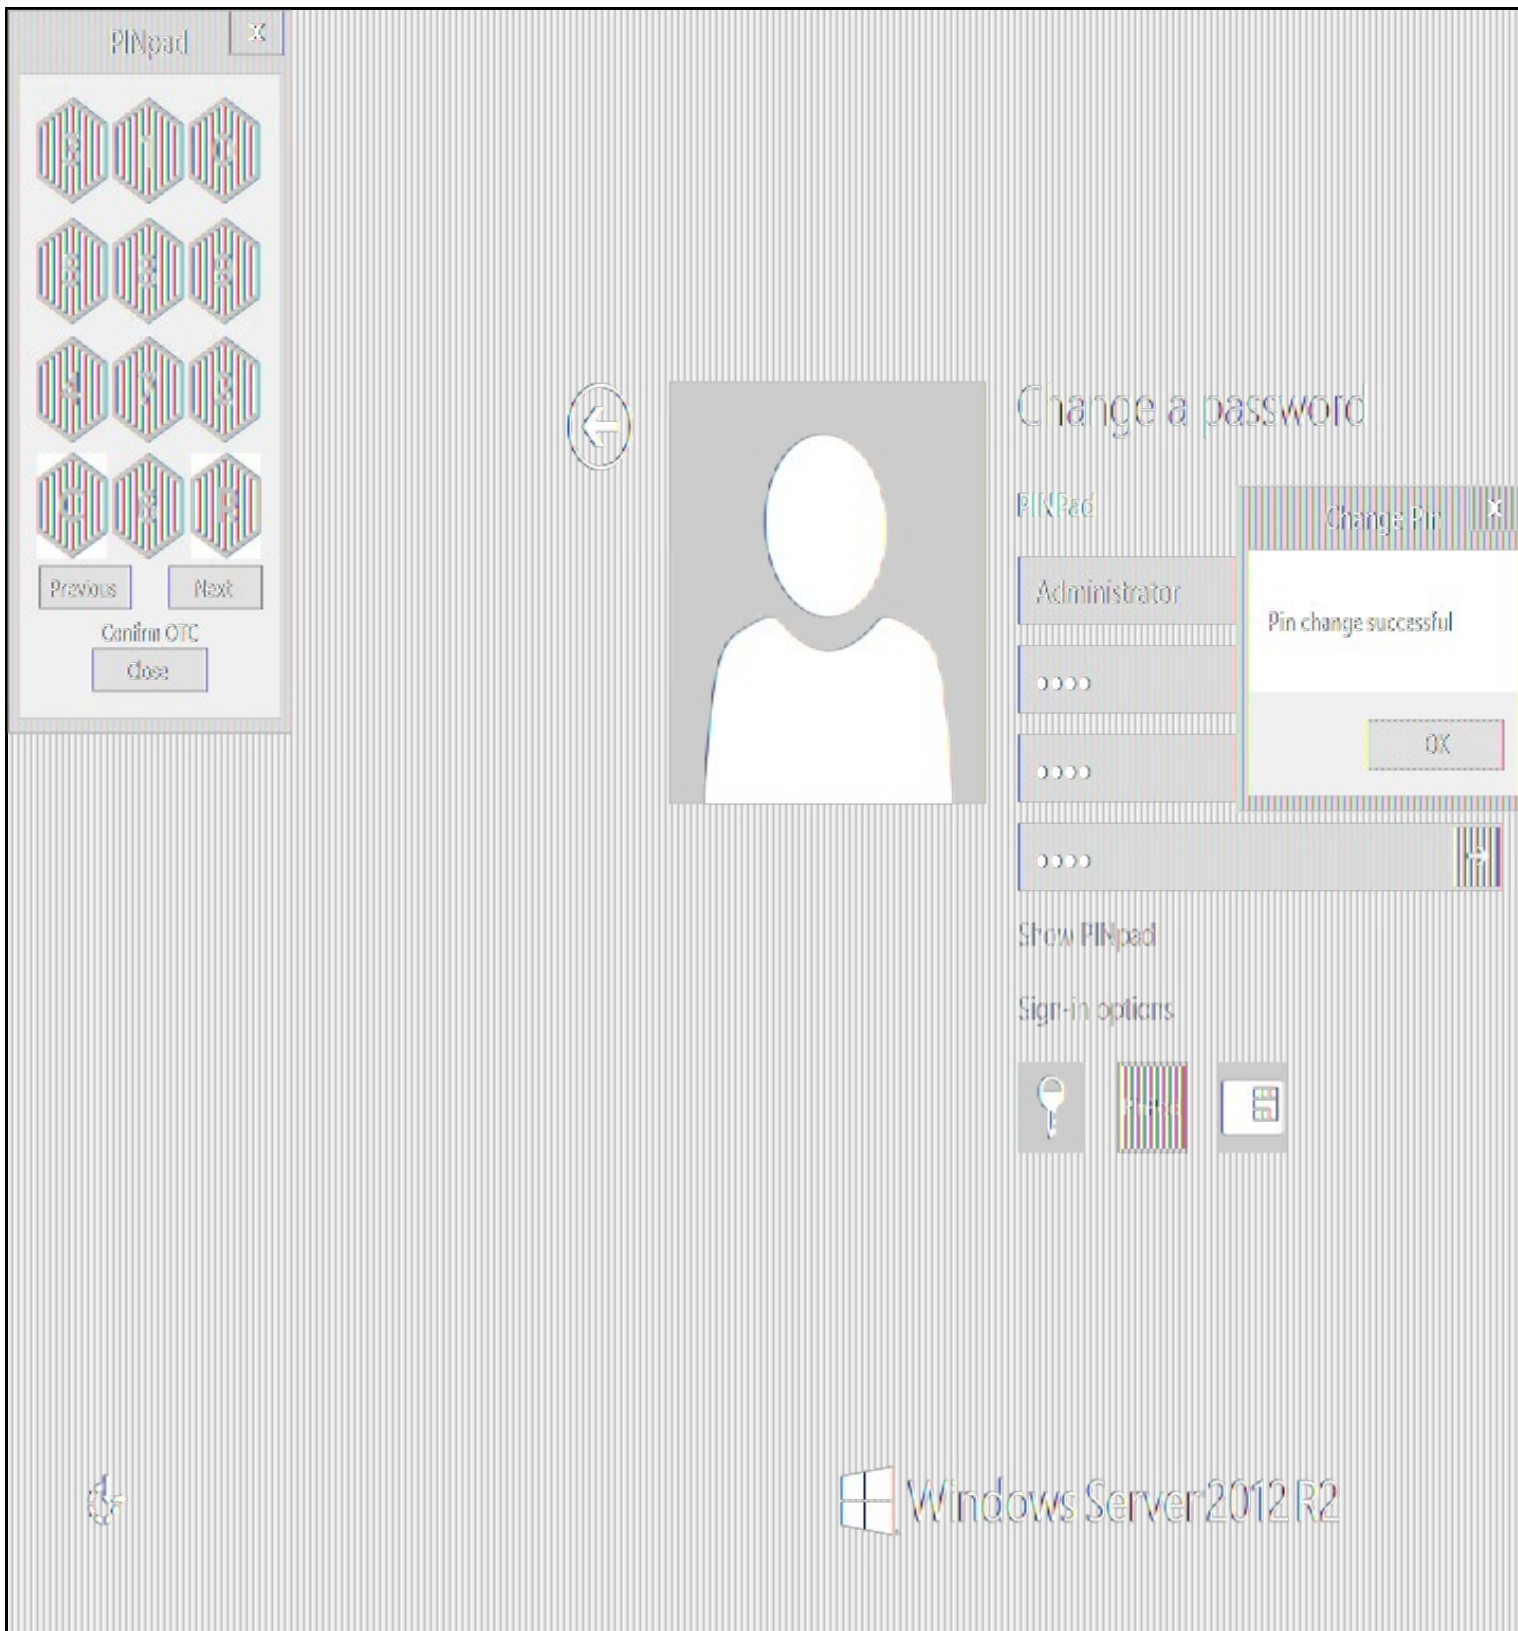 PINpad X
1
C R
Previous Next
Confirm OTC
Close
Change a password
PINPad
Administrator
Show PINpad
Sign-in options
Change Pin X
Pin change successful
OK
Windows Server 2012 R2